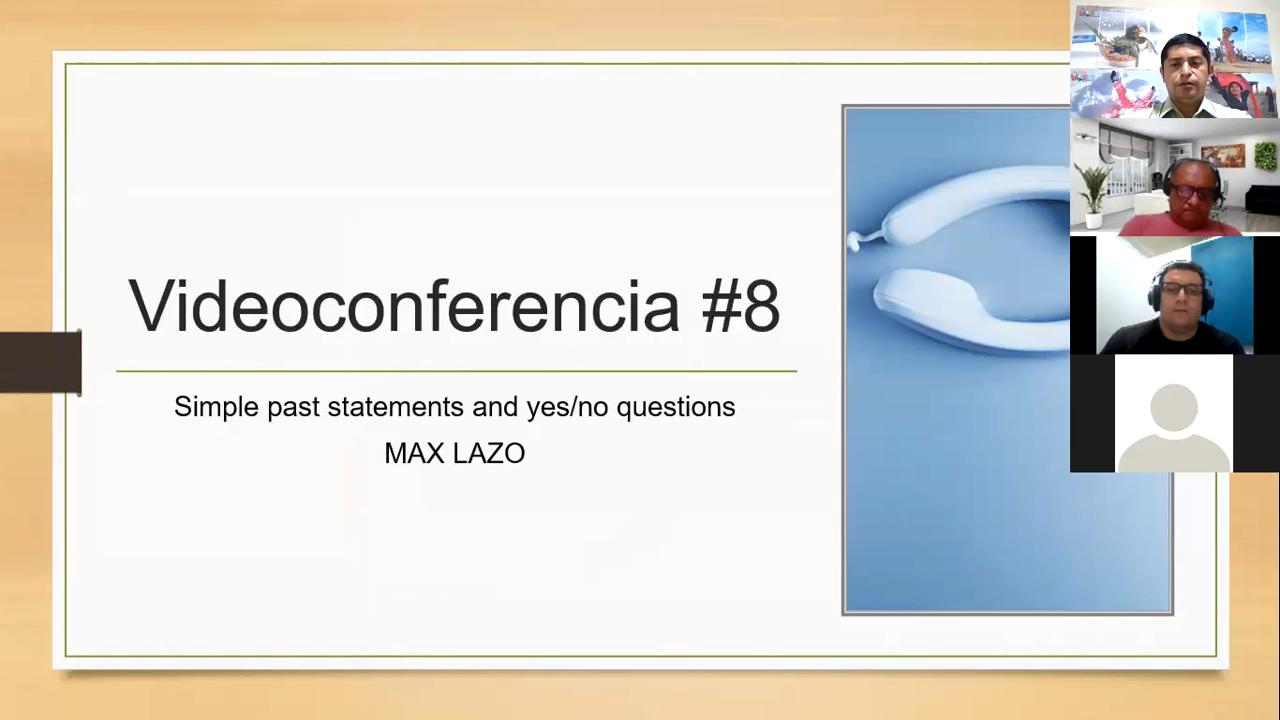 Videoconferencia #8
Simple past statements and yes/no questions
MAX LAZO